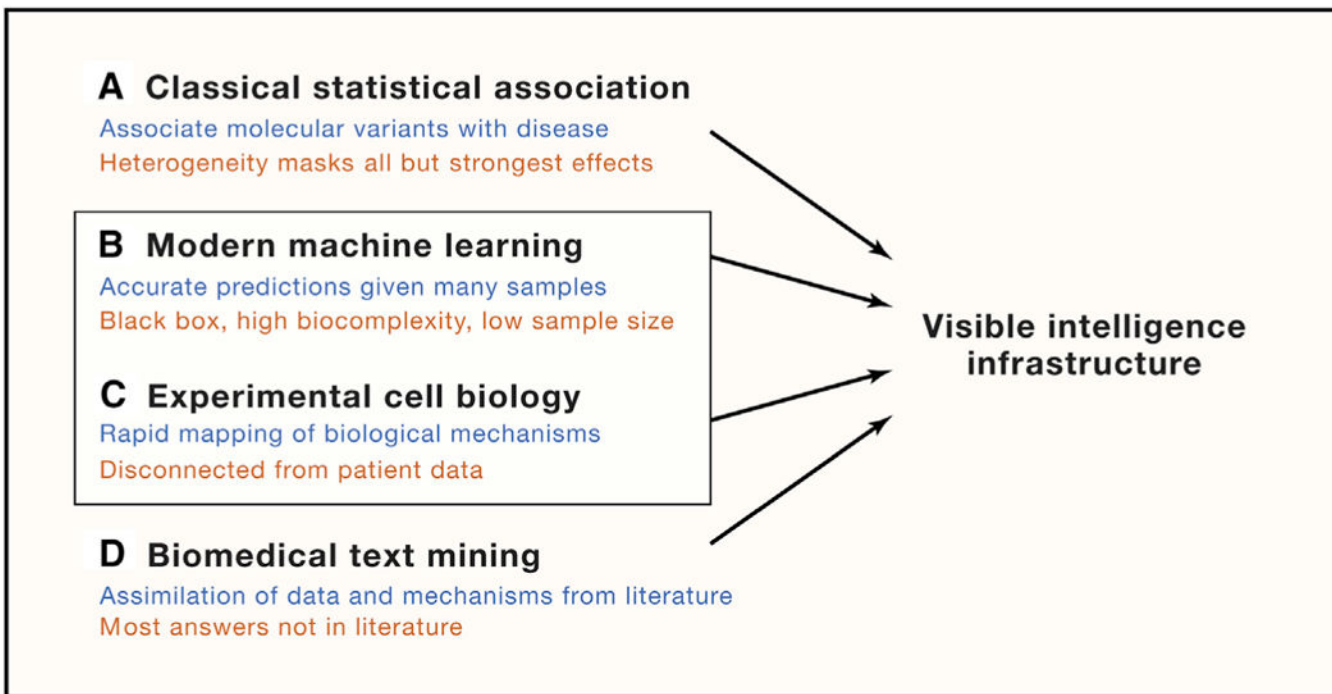 A Classical statistical association
Associate molecular variants with disease
Heterogeneity masks all but strongest effects
B Modern machine learning
Accurate predictions given many samples
Black box, high biocomplexity, low sample size
C Experimental cell biology
Rapid mapping of biological mechanisms
Disconnected from patient data
D Biomedical text mining
Assimilation of data and mechanisms from literature
Most answers not in literature
Visible intelligence
infrastructure